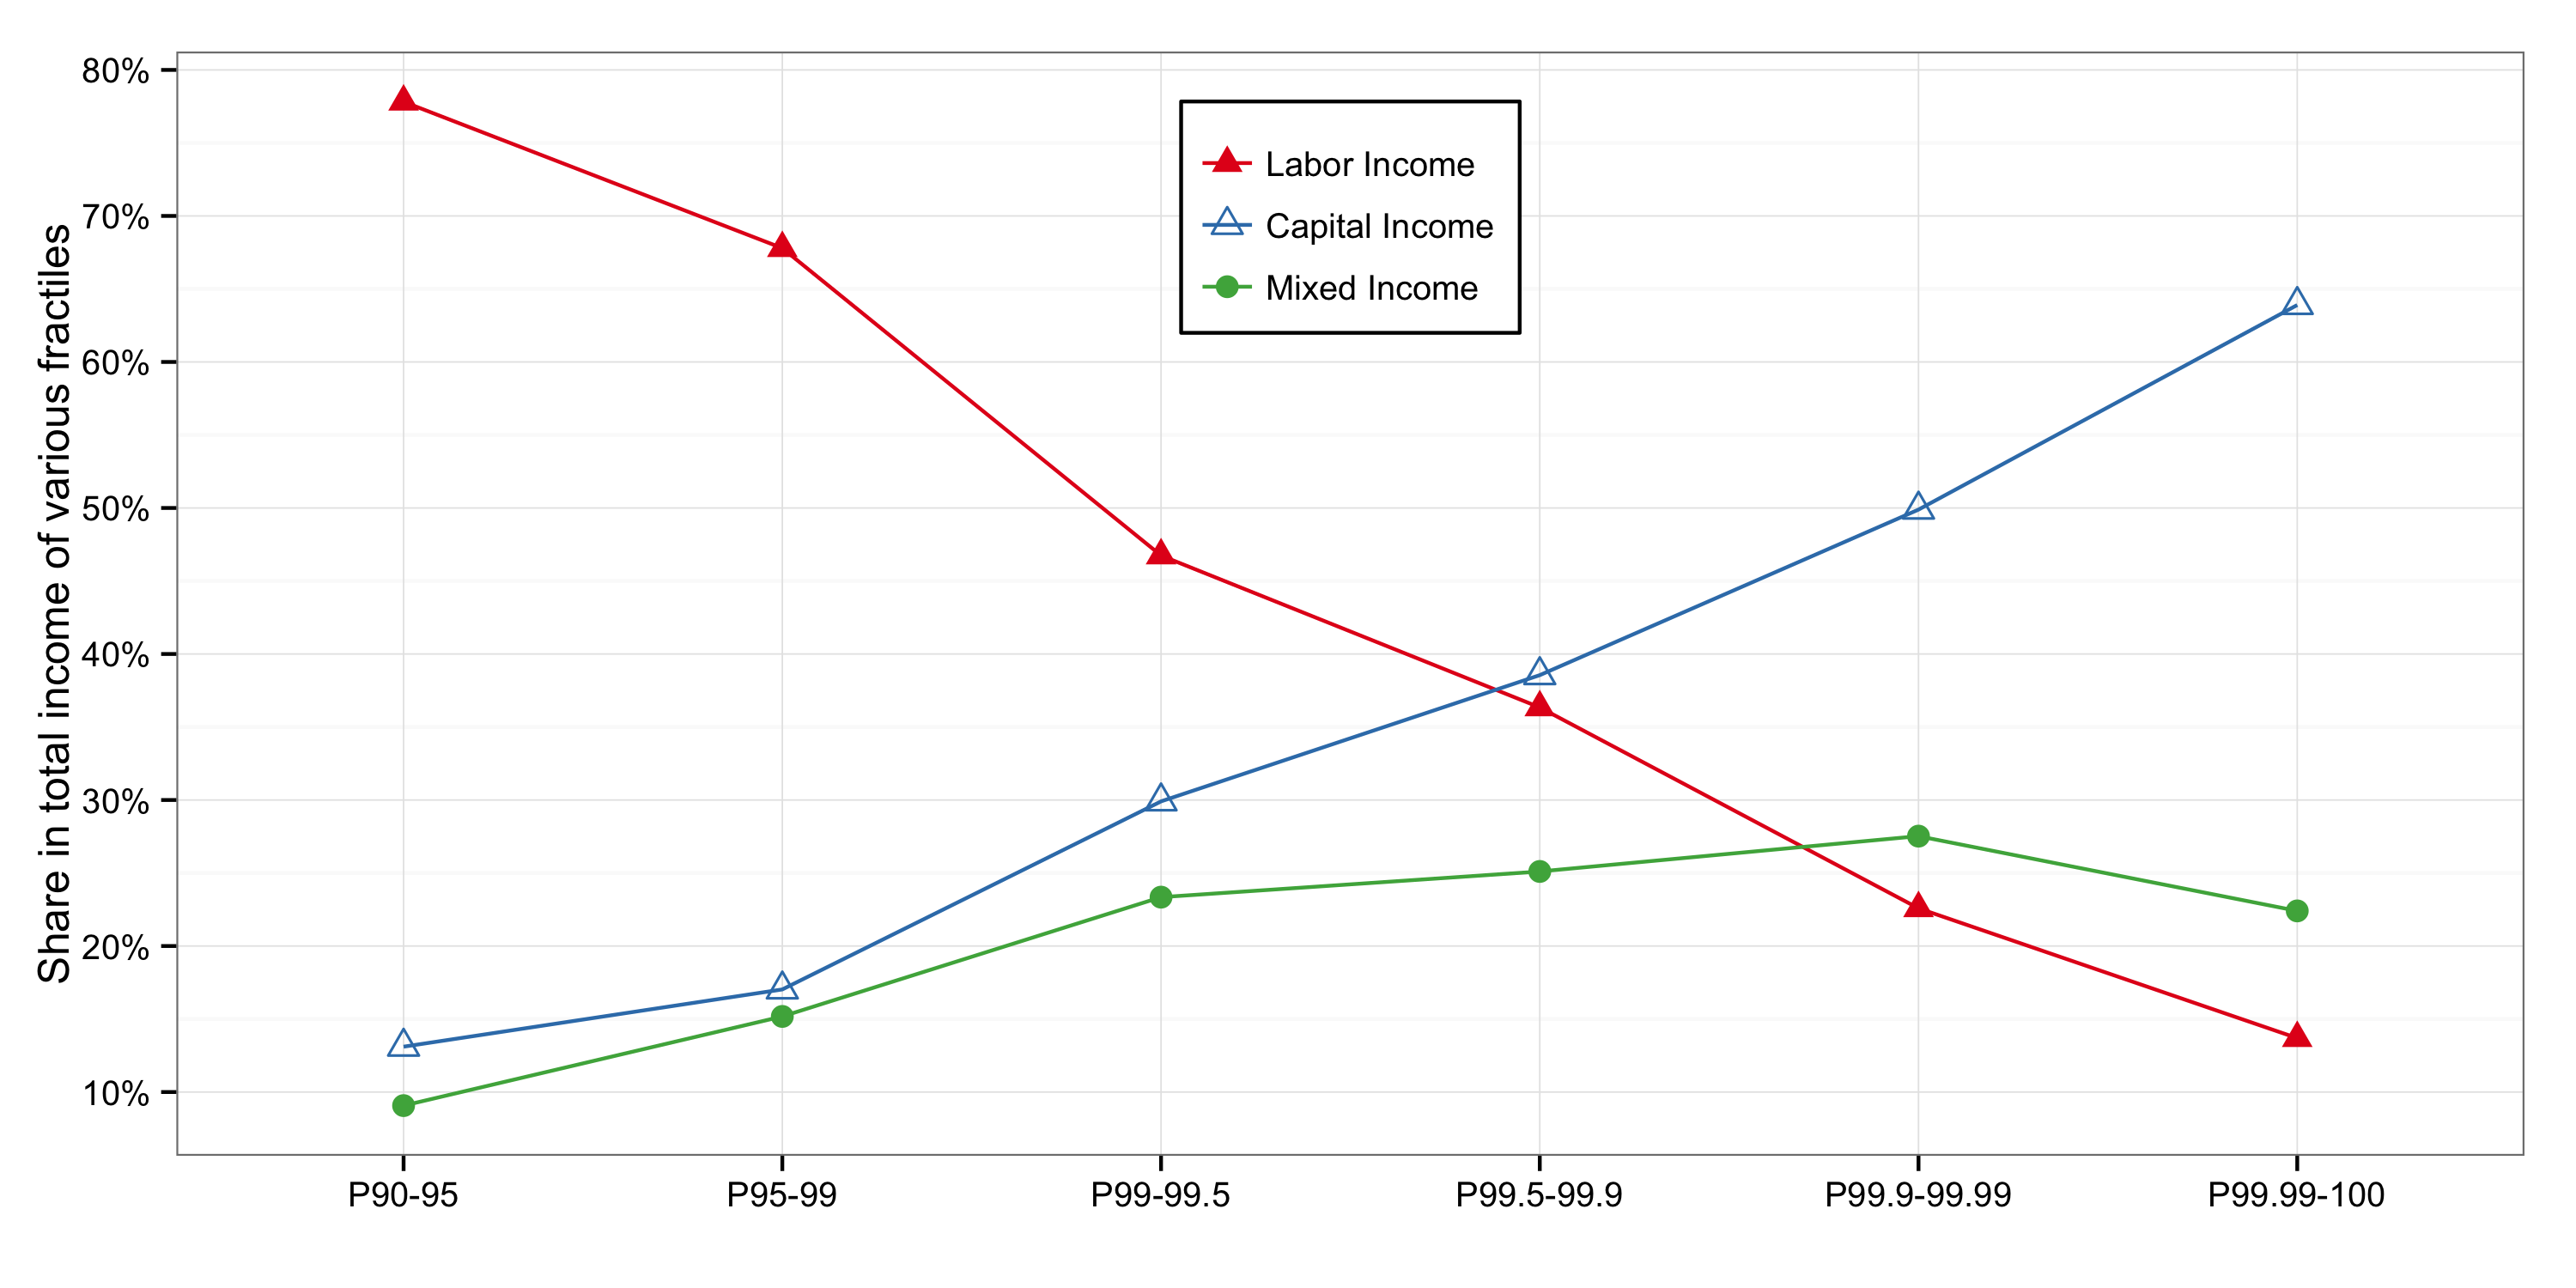 Share in total income of various fractiles
80%
70%
60%
50%
40%
30%
20%
10%
Labor Income
Capital Income
Mixed Income
P90-95
P95-99
P99-99.5
P99.5-99.9
P99.9-99.99
P99.99-100